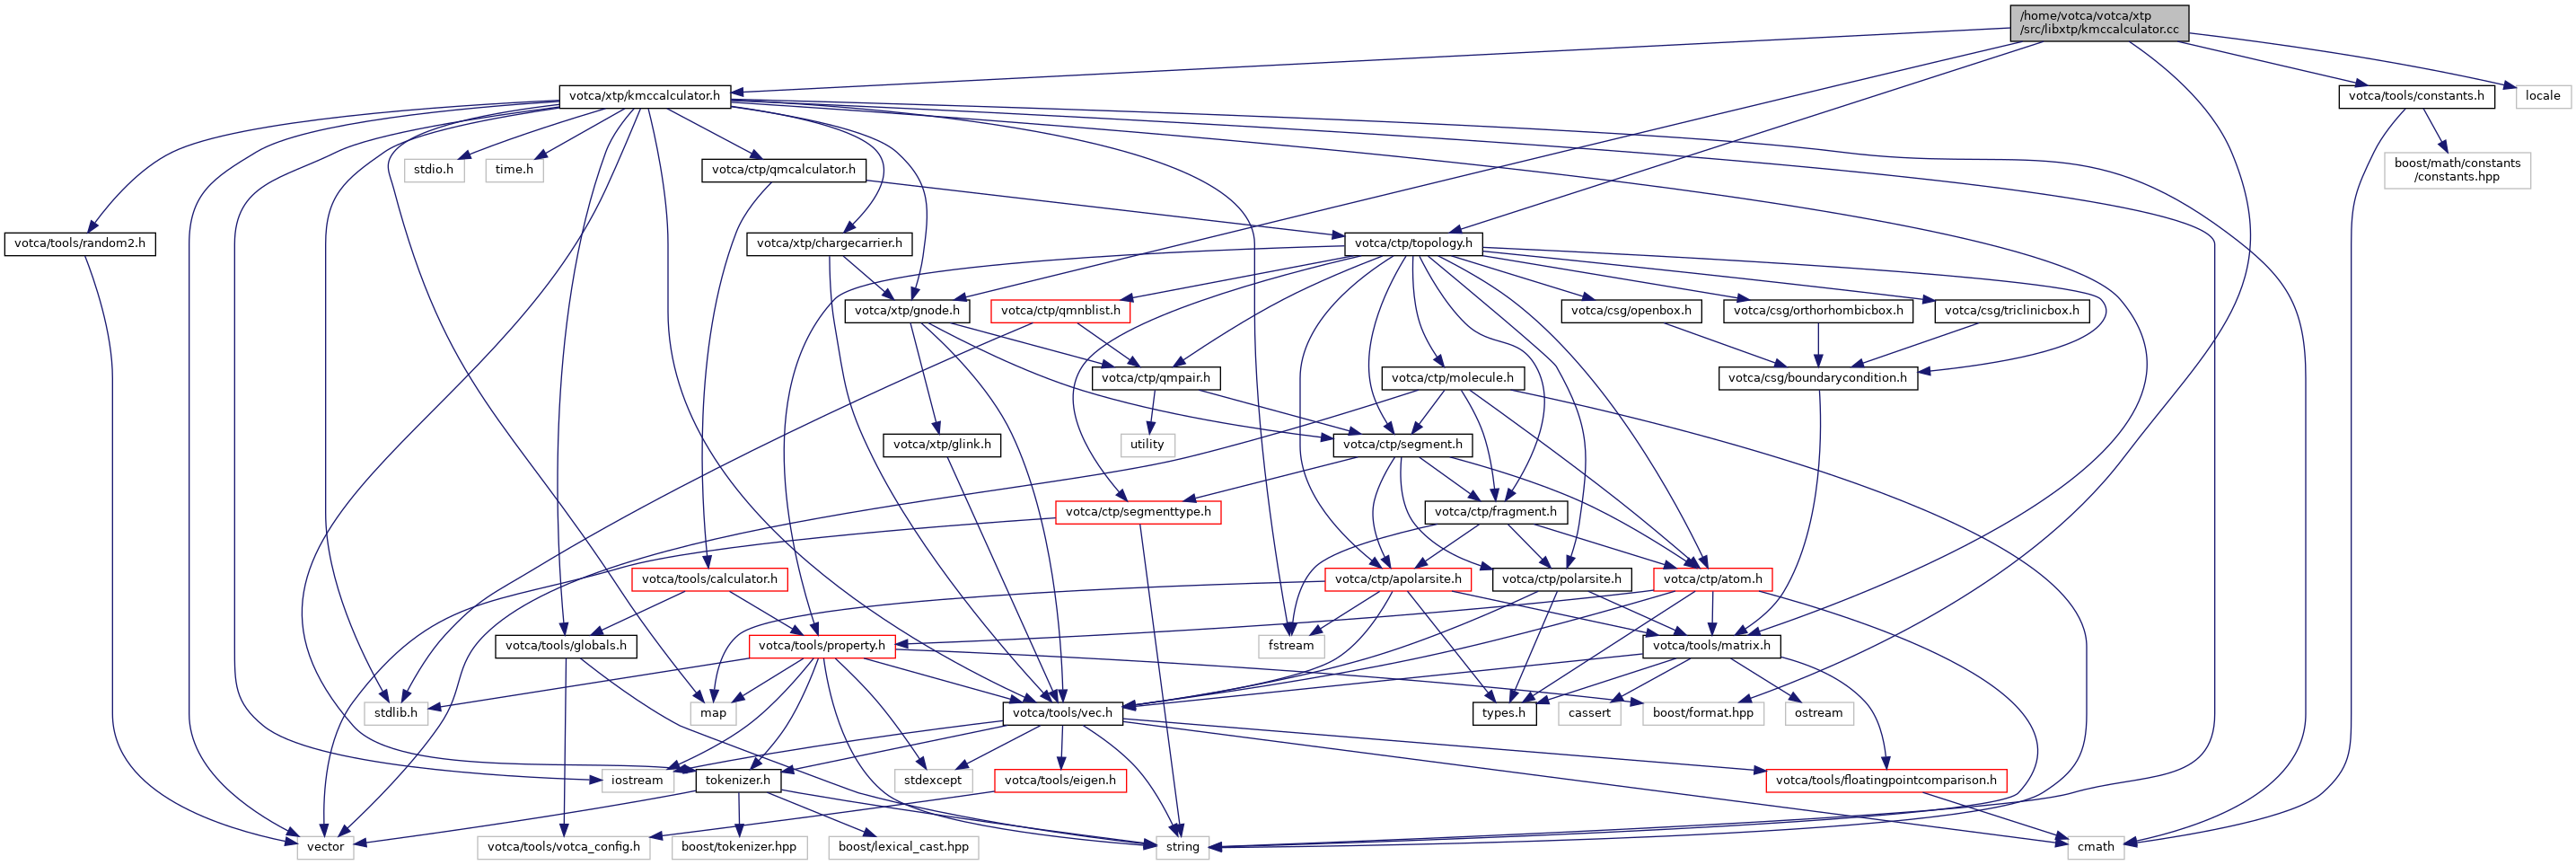 /home/votca/votca/xtp
/src/libxtp/kmccalculator.cc
votca/xtp/kmccalculator.h
votca/tools/constants.h
locale
stdio.h
time.h
votca/ctp/qmcalculator.h
boost/math/constants
/constants.hpp
votca/tools/random2.h
votca/xtp/chargecarrier.h
votca/ctp/topology.h
votca/xtp/gnode.h
votca/ctp/qmnblist.h
votca/csg/openbox.h
votca/csg/orthorhombicbox.h
votca/csg/triclinicbox.h
votca/ctp/qmpair.h
votca/ctp/molecule.h
votca/csg/boundarycondition.h
votca/xtp/glink.h
utility
votca/ctp/segment.h
votca/ctp/segmenttype.h
votca/ctp/fragment.h
votca/tools/calculator.h
votca/ctp/apolarsite.h
votca/ctp/polarsite.h
votca/ctp/atom.h
votca/tools/globals.h
votca/tools/property.h
fstream
votca/tools/matrix.h
stdlib.h
map
votca/tools/vec.h
types.h
cassert
boost/format.hpp
ostream
iostream
tokenizer.h
stdexcept
votca/tools/eigen.h
votca/tools/floatingpointcomparison.h
vector
votca/tools/votca_config.h
boost/tokenizer.hpp
boost/lexical_cast.hpp
string
cmath